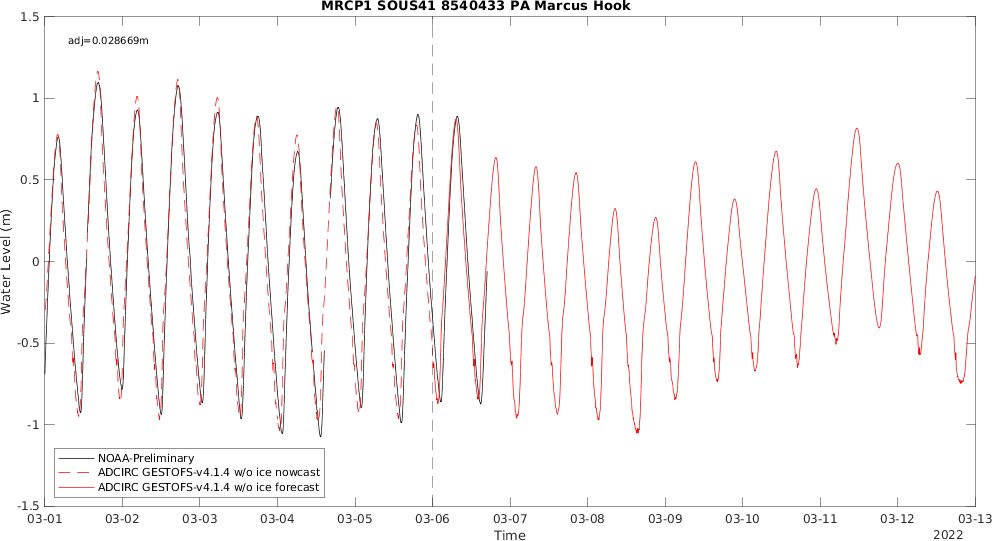 MRCP1 SOUS41 8540433 PA Marcus Hook
adj=0.028669m
1.5
1
0.5
0
-0.5
-1
-1.5
Water Level (m)
NOAA-Preliminary
ADCIRC GESTOFS-v4.1.4 w/o ice nowcast
ADCIRC GESTOFS-v4.1.4 w/o ice forecast
03-01 03-02 03-03 03-04 03-05 03-06 03-07 03-08 03-09 03-10 03-11 03-12 03-13
Time
2022